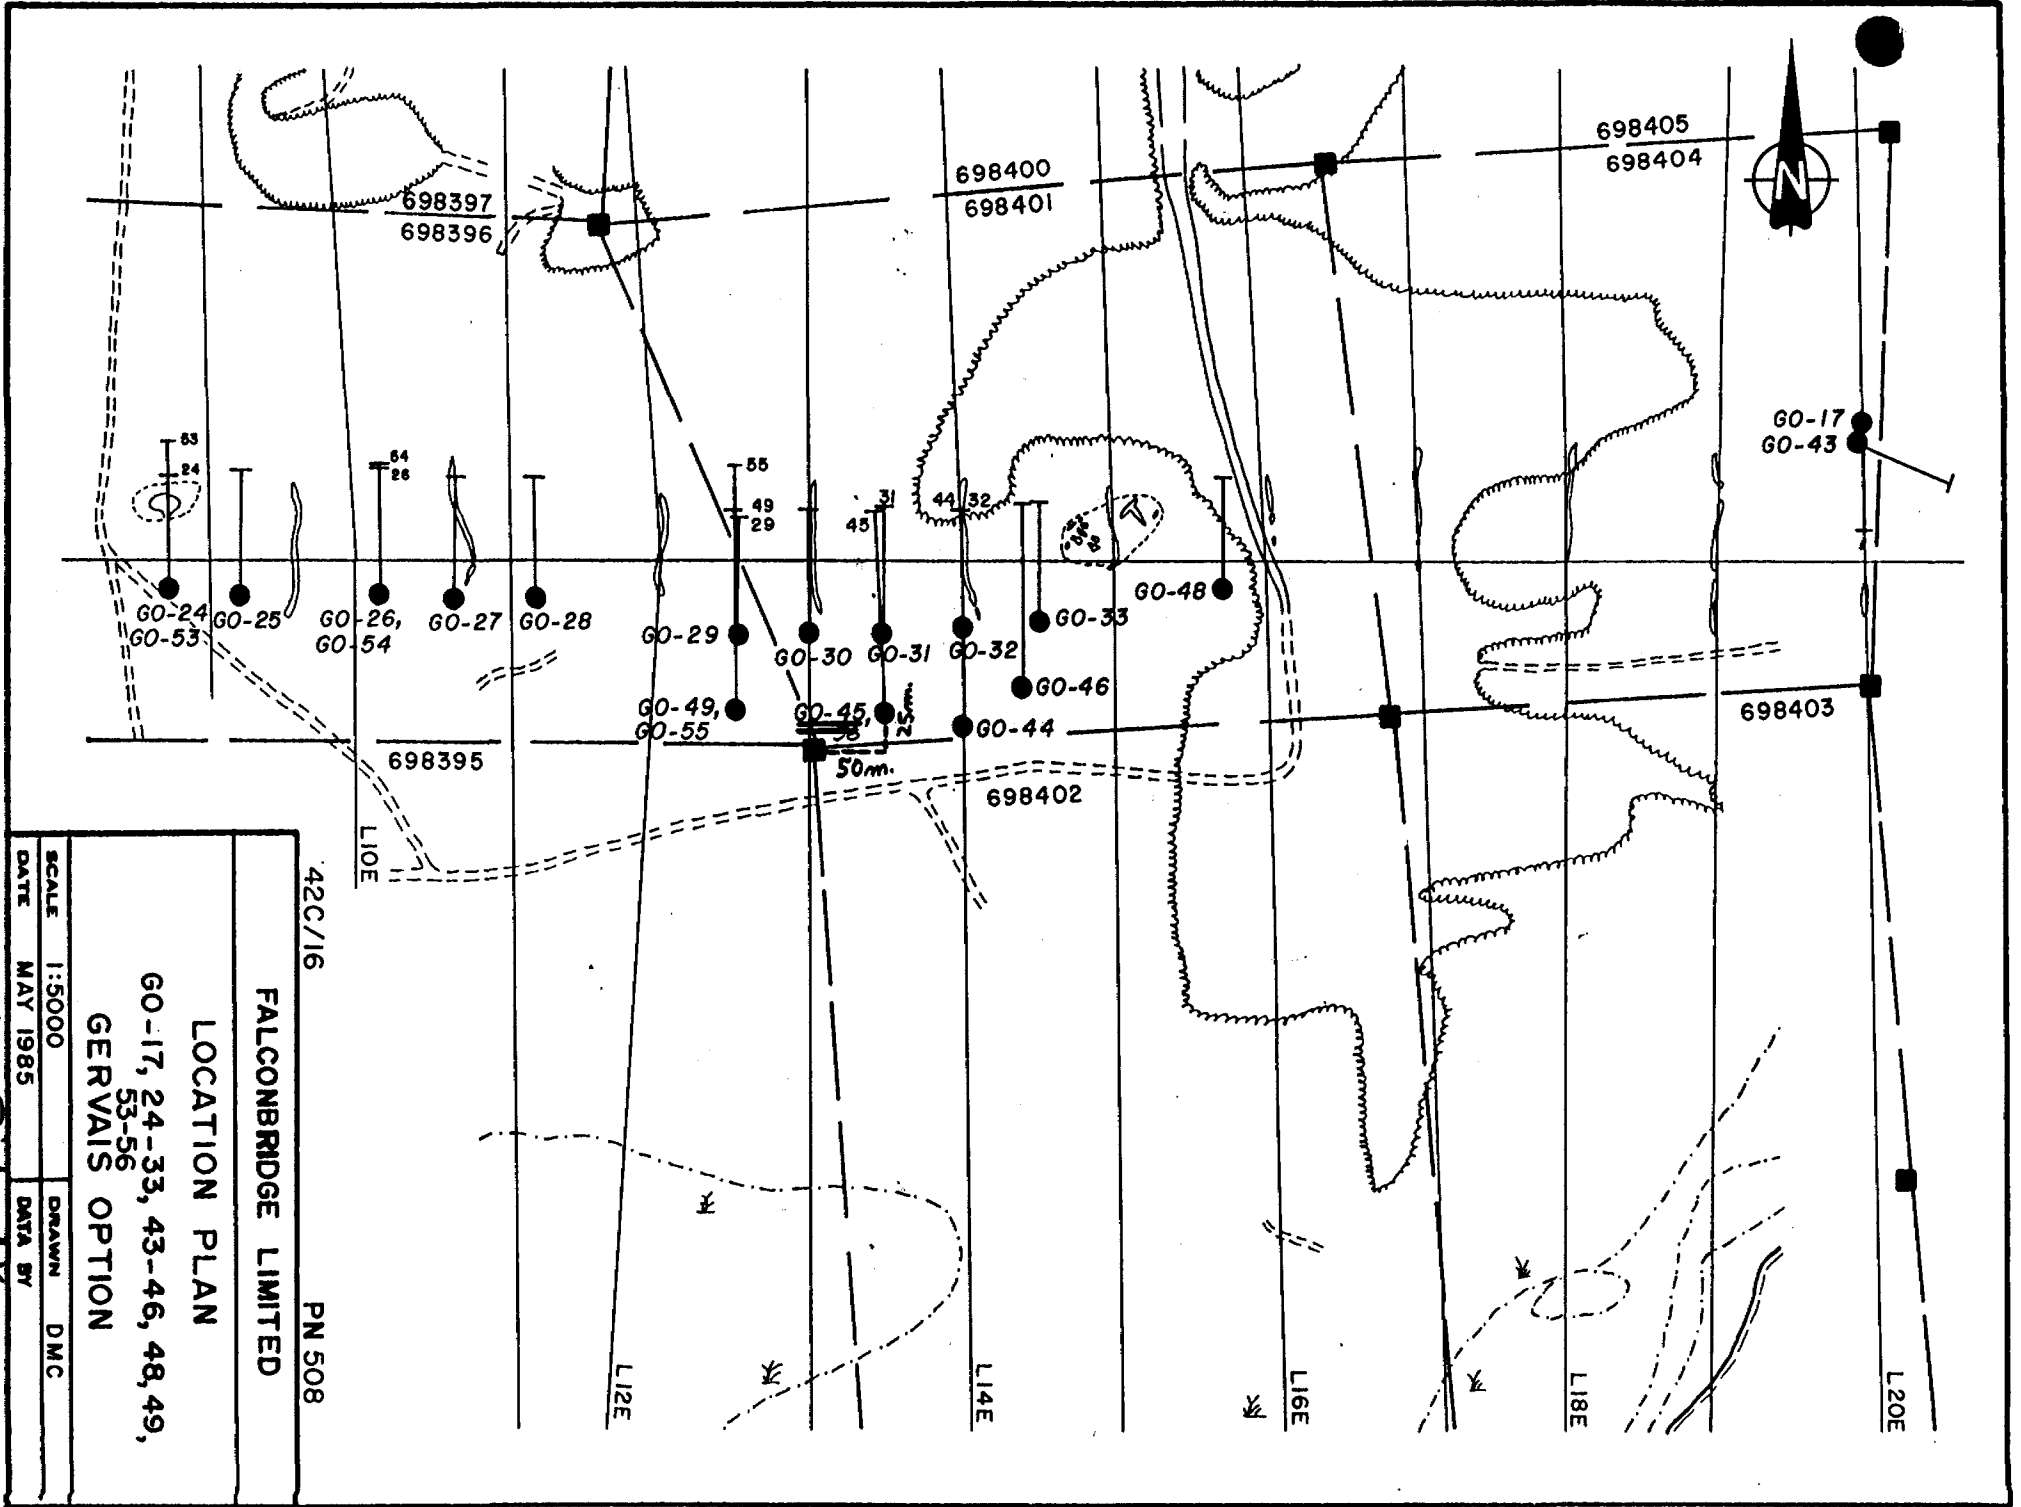 698405
698404
N
698400
698401
698397
698396
GO-17
GO-43
53
24
54
26
55
49
29
31
45
44
32
GO-24
GO-53
GO-25
GO-26,
GO-54
GO-27
GO-28
GO-29
GO-30
GO-31
GO-32
GO-33
GO-48
GO-46
GO-49,
GO-55
GO-45,
56
25m.
GO-44
50m.
698395
698402
698403
L10E
L12E
L14E
L16E
L18E
L20E
42C/16
PN 508
FALCONBRIDGE LIMITED
LOCATION PLAN
GO-17, 24-33, 43-46, 48, 49,
53-56
GERVAIS OPTION
SCALE 1:5000
DRAWN DMC
DATE MAY 1985
DATA BY